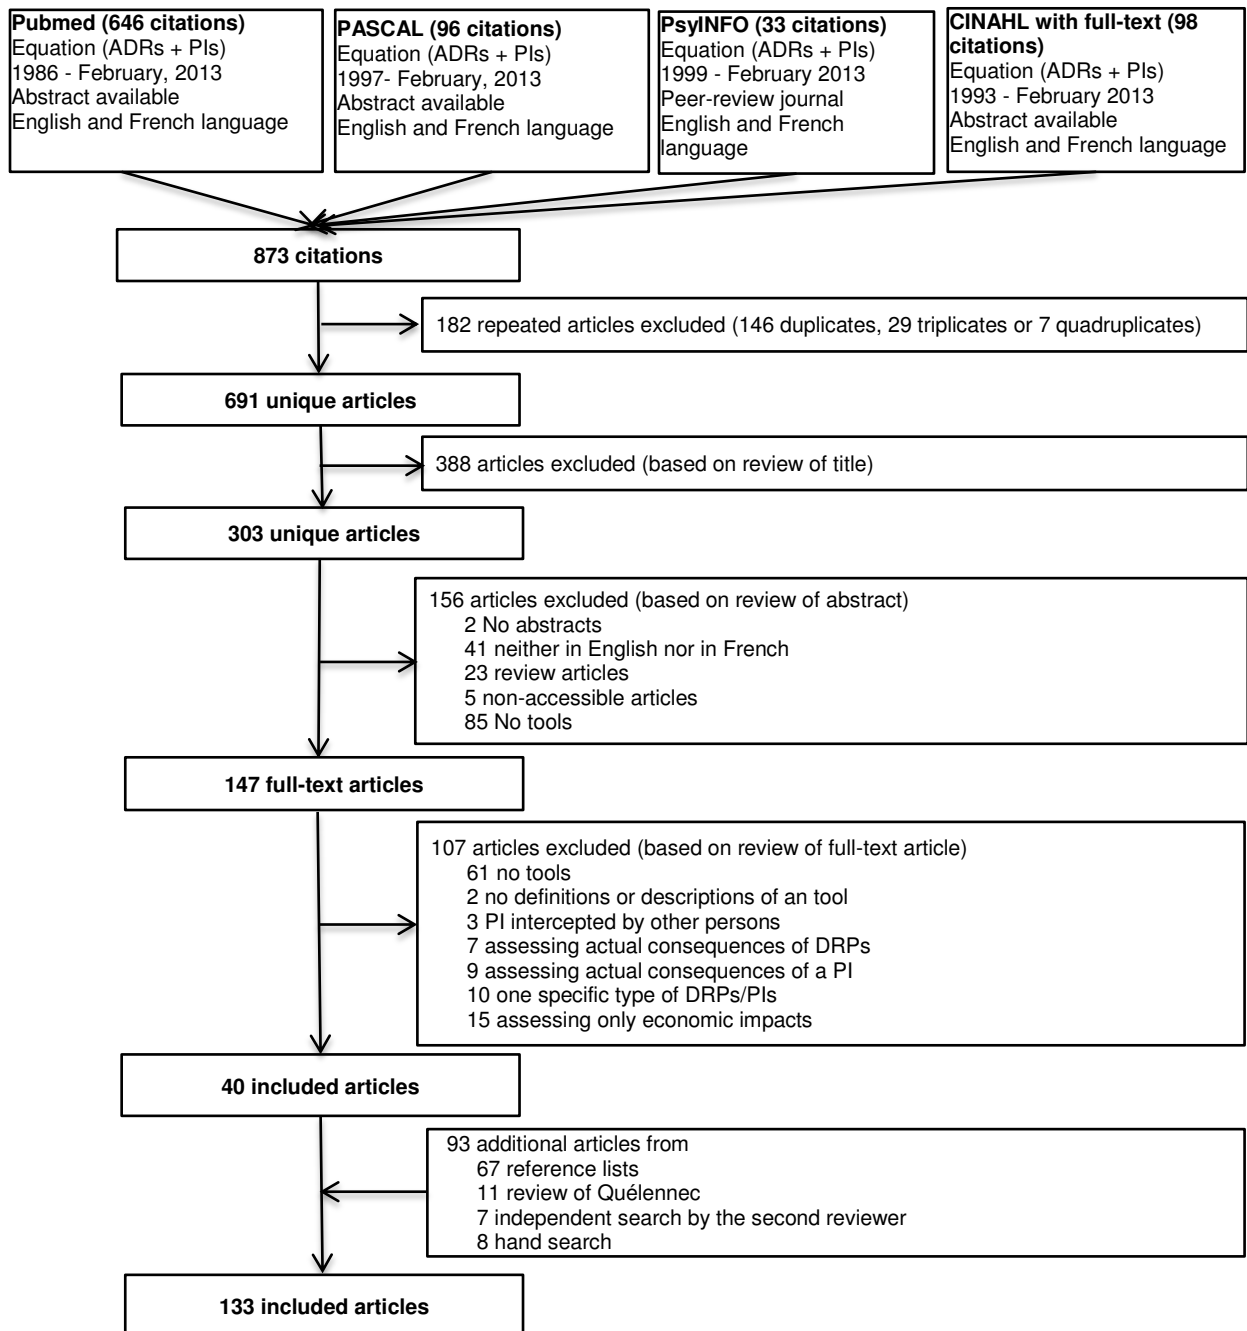 Pubmed (646 citations)
Equation (ADRs + PIs)
1986 - February, 2013
Abstract available
English and French language
PASCAL (96 citations)
Equation (ADRs + PIs)
1997- February, 2013
Abstract available
English and French language
PsyINFO (33 citations)
Equation (ADRs + PIs)
1999 - February 2013
Peer-review journal
English and French
language
CINAHL with full-text (98
citations)
Equation (ADRs + PIs)
1993 - February 2013
Abstract available
English and French language
873 citations
182 repeated articles excluded (146 duplicates, 29 triplicates or 7 quadruplicates)
691 unique articles
388 articles excluded (based on review of title)
303 unique articles
156 articles excluded (based on review of abstract)
2 No abstracts
41 neither in English nor in French
23 review articles
5 non-accessible articles
85 No tools
147 full-text articles
107 articles excluded (based on review of full-text article)
61 no tools
2 no definitions or descriptions of an tool
3 PI intercepted by other persons
7 assessing actual consequences of DRPs
9 assessing actual consequences of a PI
10 one specific type of DRPs/PIs
15 assessing only economic impacts
40 included articles
93 additional articles from
67 reference lists
11 review of Quélennec
7 independent search by the second reviewer
8 hand search
133 included articles